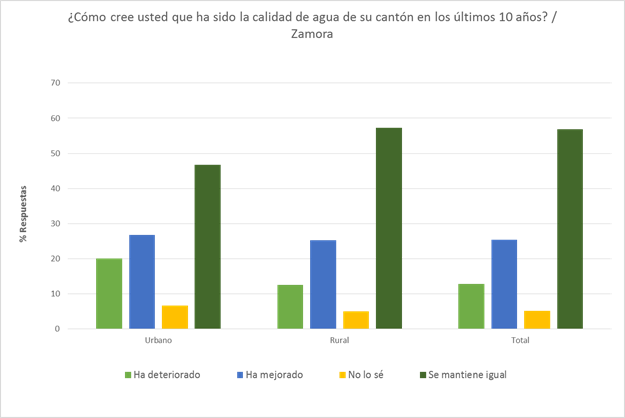 ¿Cómo cree usted que ha sido la calidad de agua de su cantón en los últimos 10 años? /
Zamora
70
60
50
40
30
20
10
0
% Respuestas
Urbano Rural Total
Ha deteriorado Ha mejorado No lo sé Se mantiene igual